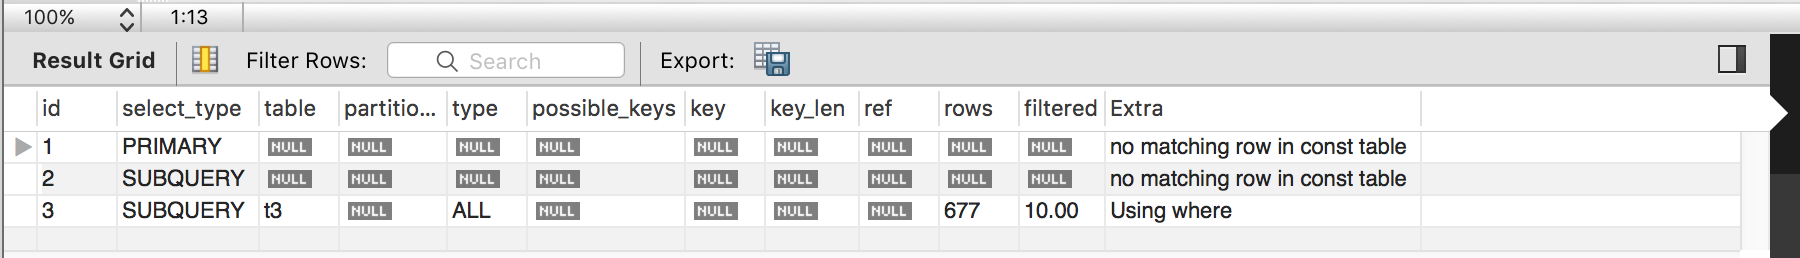 100% 1:13
Result Grid Filter Rows: Search Export:
id select_type table partitio... type possible_keys key key_len ref rows filtered Extra
1 PRIMARY NULL NULL NULL NULL NULL NULL NULL NULL NULL no matching row in const table
2 SUBQUERY NULL NULL NULL NULL NULL NULL NULL NULL NULL no matching row in const table
3 SUBQUERY t3 NULL ALL NULL NULL NULL NULL 677 10.00 Using where